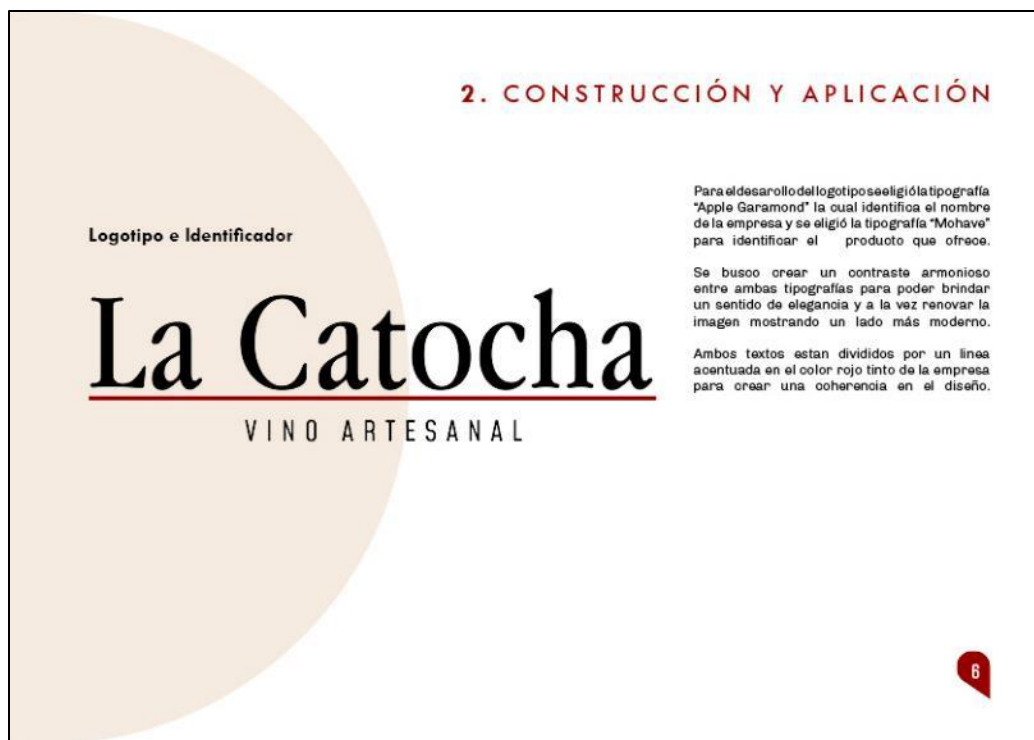 2. CONSTRUCCIÓN Y APLICACIÓN
Logotipo e Identificador
La Catocha
VINO ARTESANAL
Para el desarollo del logotipo se eligió la tipografía
“Apple Garamond” la cual identifica el nombre
de la empresa y se eligió la tipografía “Mohave”
para identificar el producto que ofrece.
Se busco crear un contraste armonioso
entre ambas tipografías para poder brindar
un sentido de elegancia y a la vez renovar la
imagen mostrando un lado más moderno.
Ambos textos estan divididos por un linea
acentuada en el color rojo tinto de la empresa
para crear una coherencia en el diseño.
6